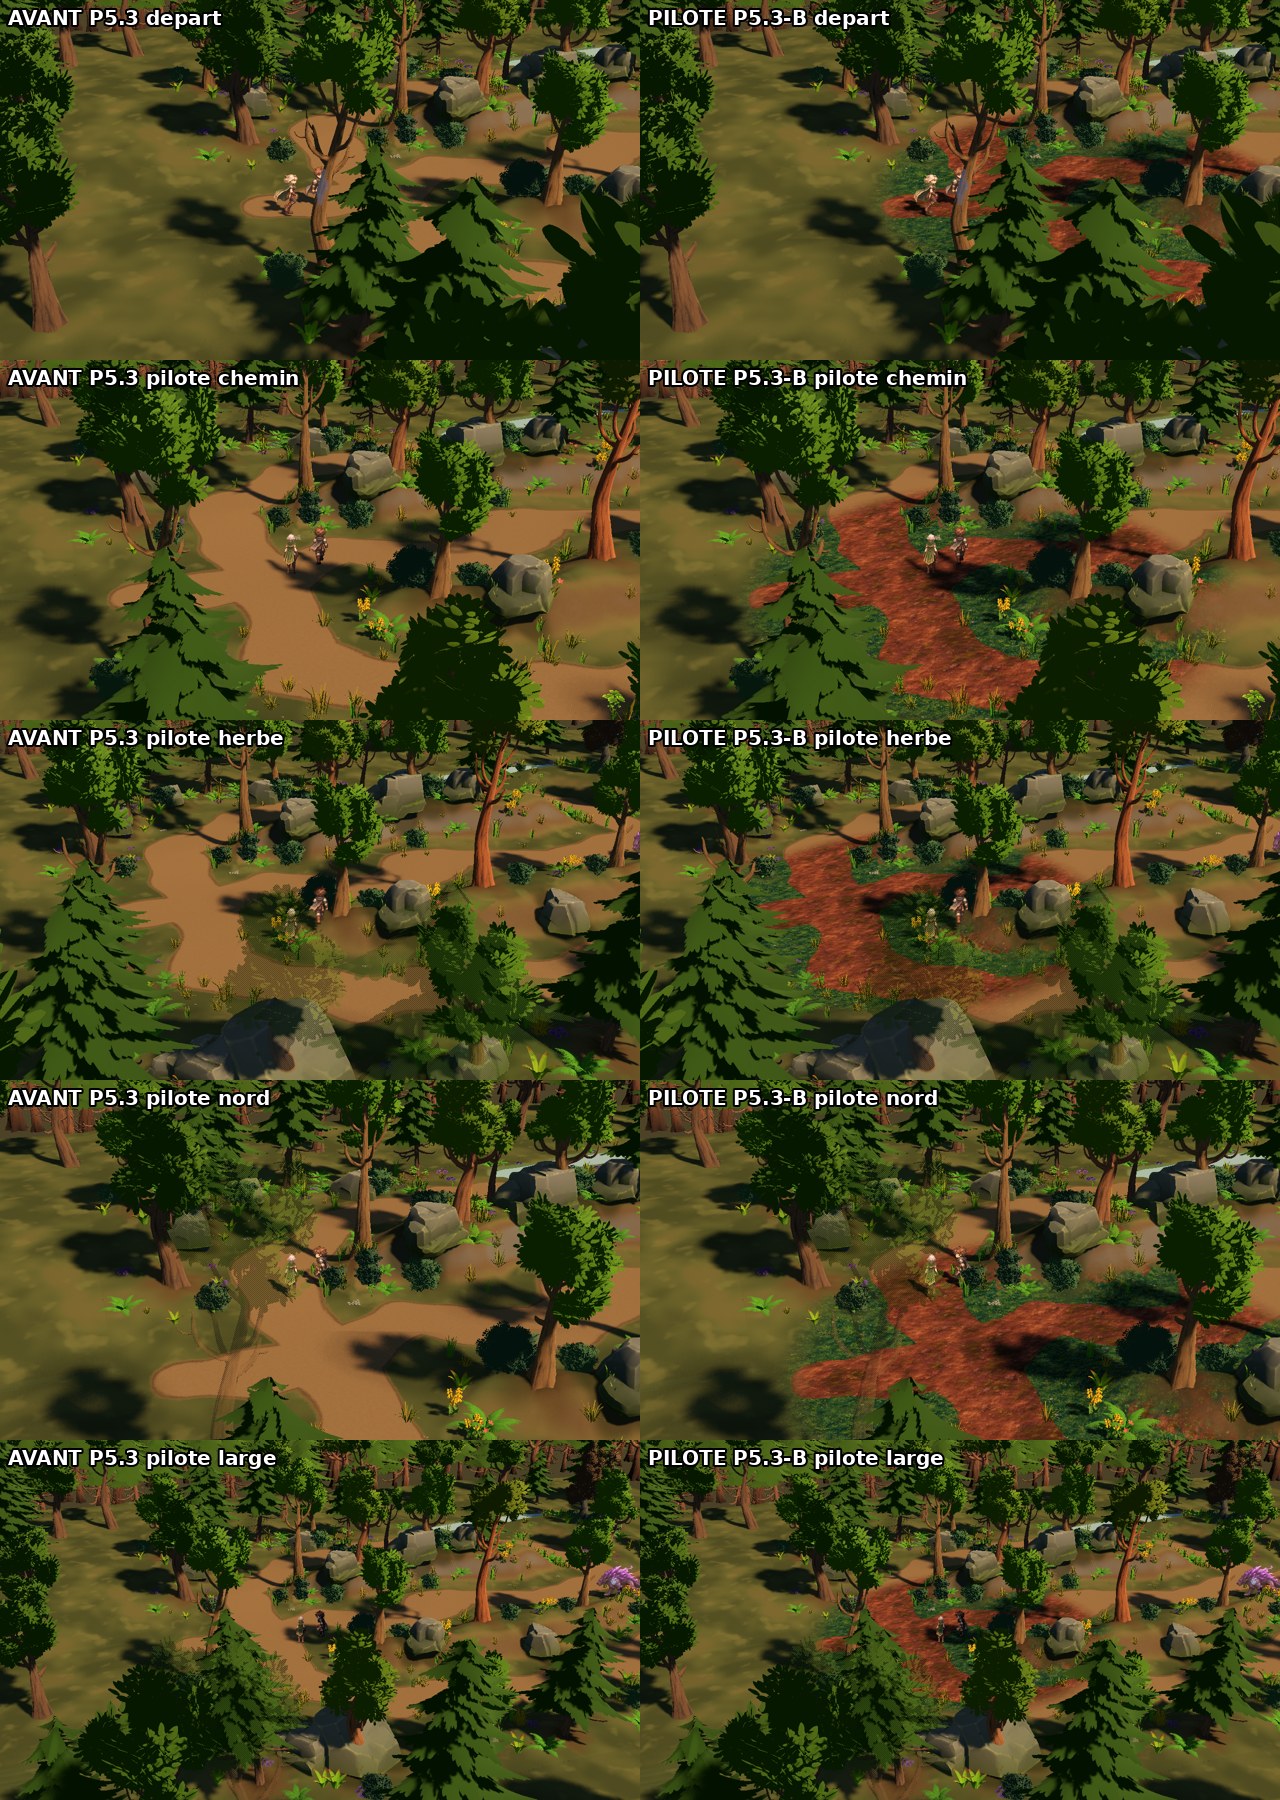 AVANT P5.3 depart
PILOTE P5.3-B depart
AVANT P5.3 pilote chemin
PILOTE P5.3-B pilote chemin
AVANT P5.3 pilote herbe
PILOTE P5.3-B pilote herbe
AVANT P5.3 pilote nord
PILOTE P5.3-B pilote nord
AVANT P5.3 pilote large
PILOTE P5.3-B pilote large